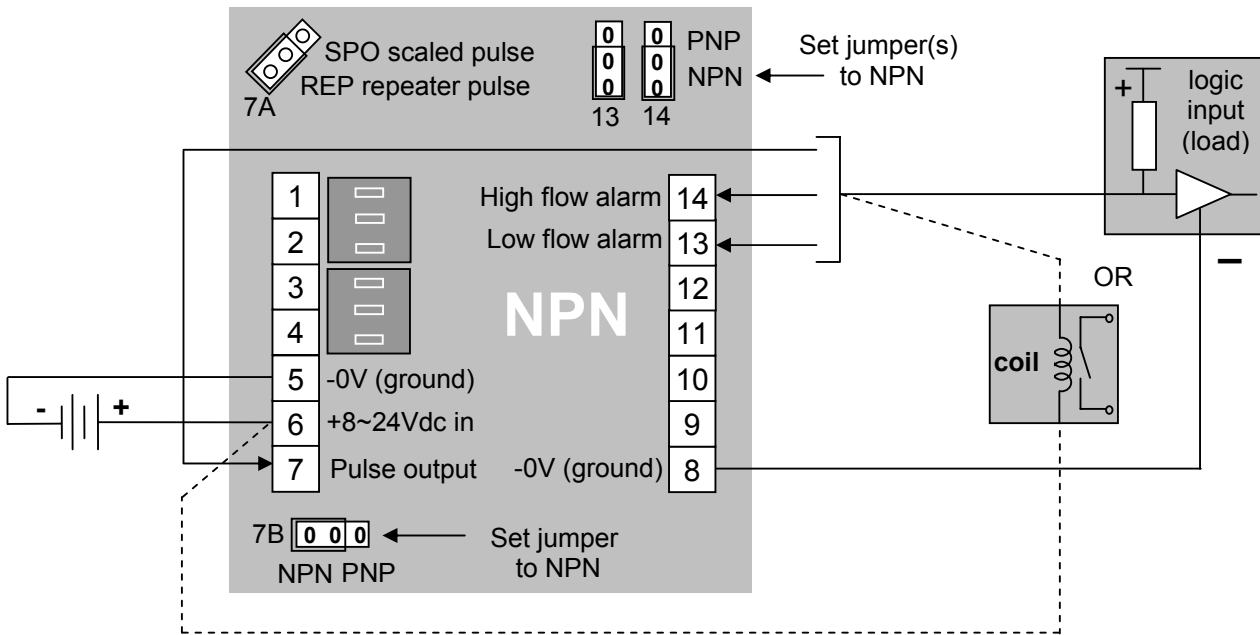 SPO scaled pulse
REP repeater pulse
7A
0 0
0 0
0 0
PNP
NPN
13 14
Set jumper(s)
to NPN
+
logic
input
(load)
−
1
2
3
4
5 -0V (ground)
6 +8~24Vdc in
7 Pulse output
- +
NPN
High flow alarm 14
Low flow alarm 13
12
11
10
9
-0V (ground) 8
OR
coil
7B 0 0 0
NPN PNP
Set jumper
to NPN